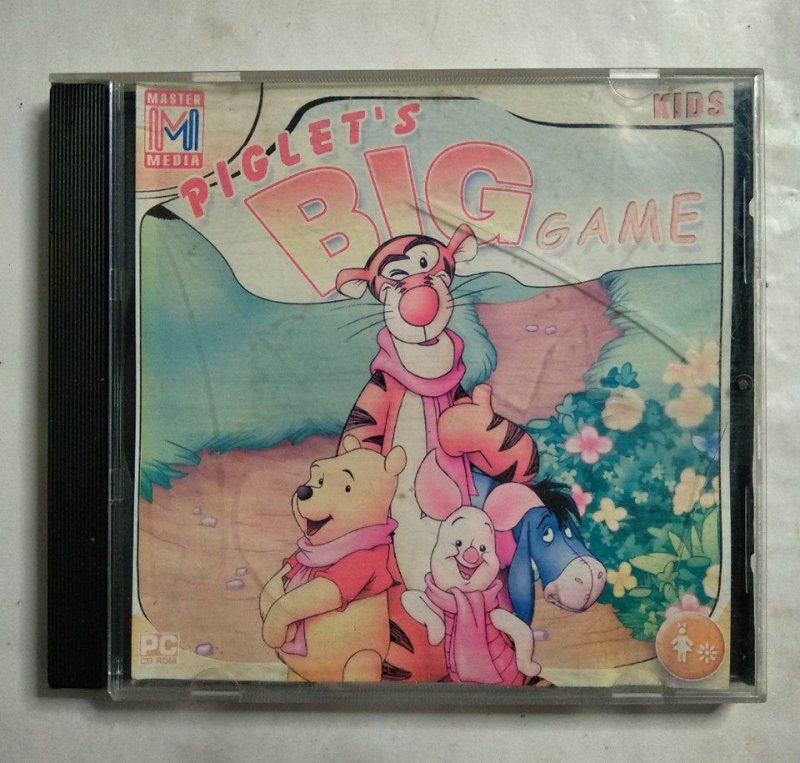 MASTER
M
MEDIA
KIDS
PIGLET'S
BIG
GAME
PC
CD ROM